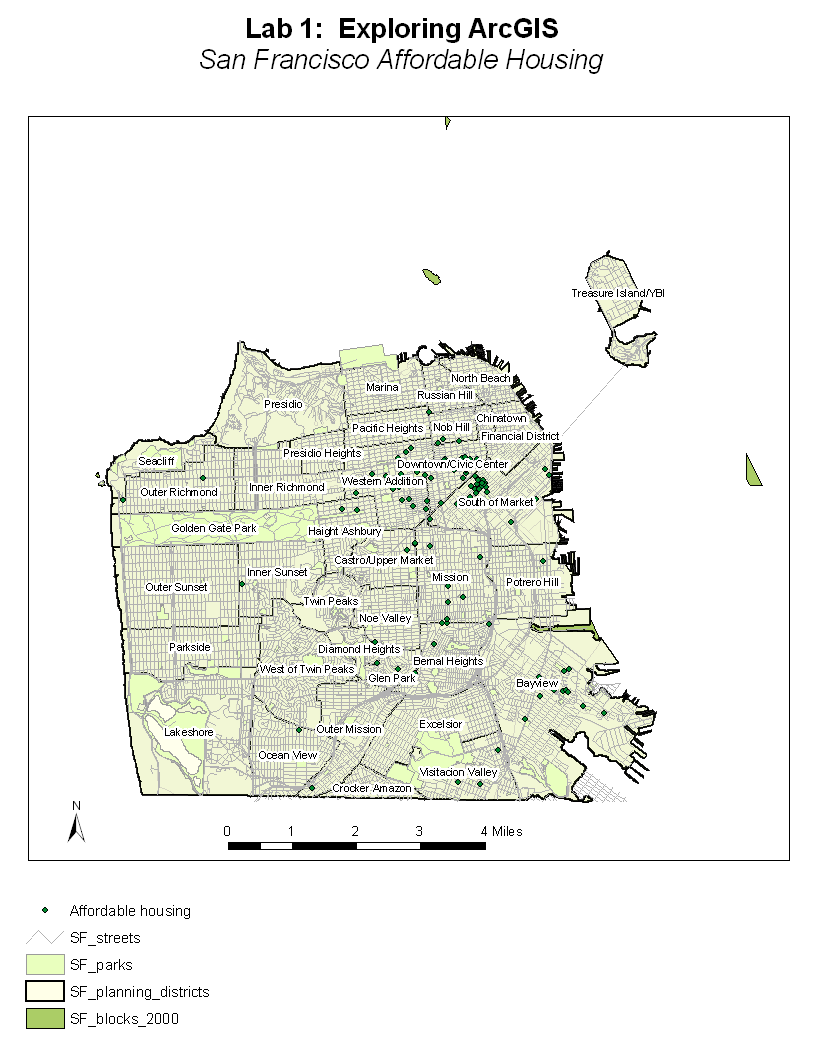 Lab 1: Exploring ArcGIS
San Francisco Affordable Housing
Treasure Island/YBI
North Beach
Marina
Russian Hill
Presidio
Chinatown
Pacific Heights
Nob Hill
Financial District
Presidio Heights
Seacliff
Downtown/Civic Center
Western Addition
Outer Richmond
Inner Richmond
South of Market
Golden Gate Park
Haight Ashbury
Castro/Upper Market
Inner Sunset
Mission
Potrero Hill
Outer Sunset
Twin Peaks
Noe Valley
Parkside
Diamond Heights
Bernal Heights
West of Twin Peaks
Glen Park
Bayview
Lakeshore
Outer Mission
Excelsior
Ocean View
Visitacion Valley
Crocker Amazon
N
0 1 2 3 4 Miles
Affordable housing
SF_streets
SF_parks
SF_planning_districts
SF_blocks_2000